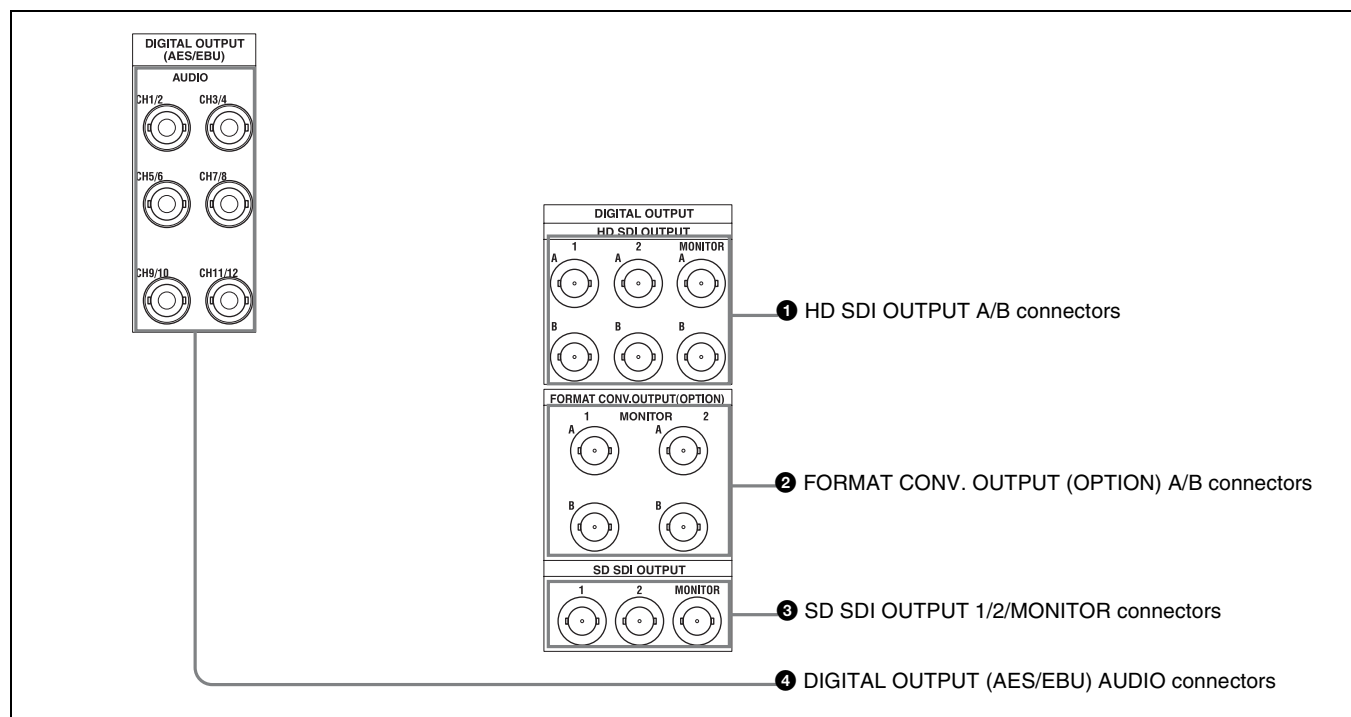 DIGITAL OUTPUT
(AES/EBU)
AUDIO
CH1/2 CH3/4
CH5/6 CH7/8
CH9/10 CH11/12
DIGITAL OUTPUT
HD SDI OUTPUT
1 2 MONITOR
A A A
B B B
❶ HD SDI OUTPUT A/B connectors
FORMAT CONV.OUTPUT(OPTION)
1 MONITOR 2
A A
B B
❷ FORMAT CONV. OUTPUT (OPTION) A/B connectors
SD SDI OUTPUT
1 2 MONITOR
❸ SD SDI OUTPUT 1/2/MONITOR connectors
❹ DIGITAL OUTPUT (AES/EBU) AUDIO connectors